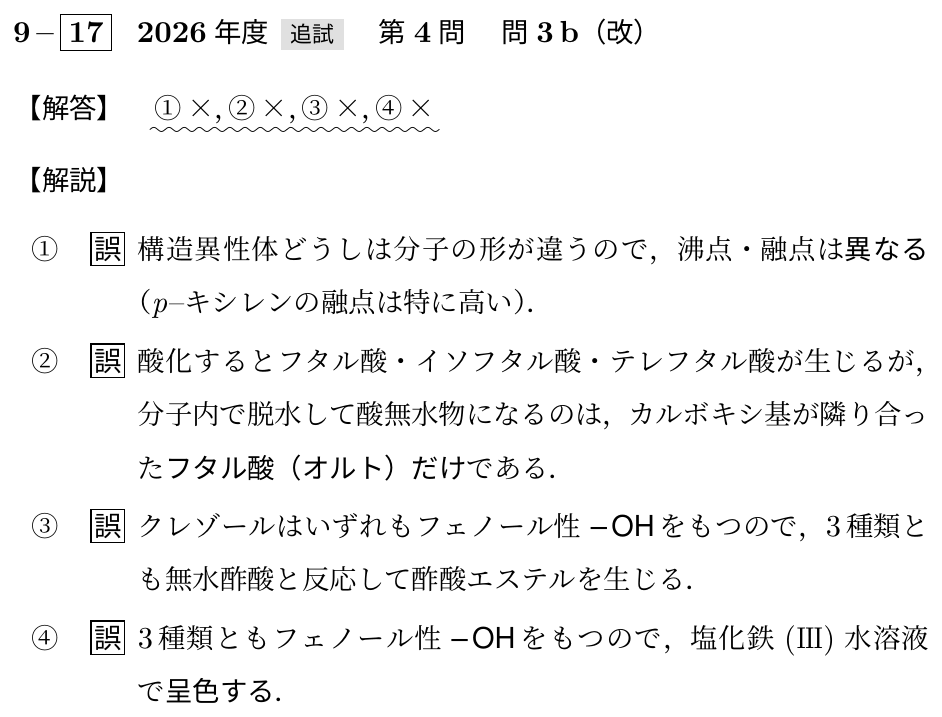 9–17 2026 年度 追試 第 4 問 問 3 b（改）
【解答】 ① ×, ② ×, ③ ×, ④ ×
【解説】
① 誤 構造異性体どうしは分子の形が違うので，沸点・融点は異なる
（p–キシレンの融点は特に高い）．
② 誤 酸化するとフタル酸・イソフタル酸・テレフタル酸が生じるが，
分子内で脱水して酸無水物になるのは，カルボキシ基が隣り合っ
たフタル酸（オルト）だけである．
③ 誤 クレゾールはいずれもフェノール性 −OH をもつので，3 種類と
も無水酢酸と反応して酢酸エステルを生じる．
④ 誤 3 種類ともフェノール性 −OH をもつので，塩化鉄 (III) 水溶液
で呈色する．